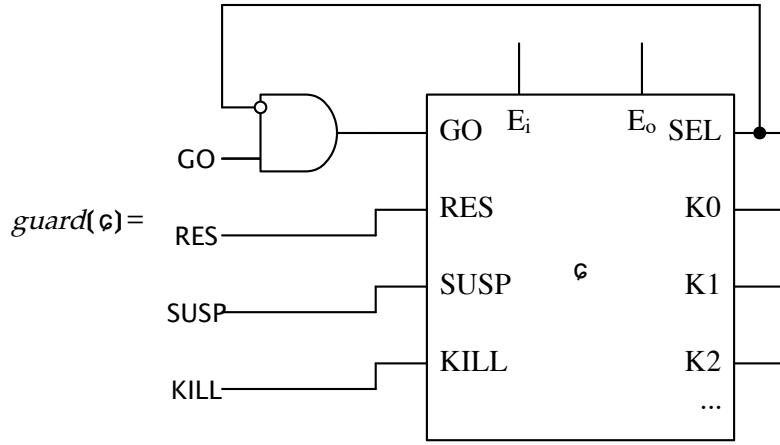 E_i E_o
GO SEL
GO
RES K0
guard(ɕ)=
RES
SUSP ɕ K1
SUSP
KILL K2
KILL
...